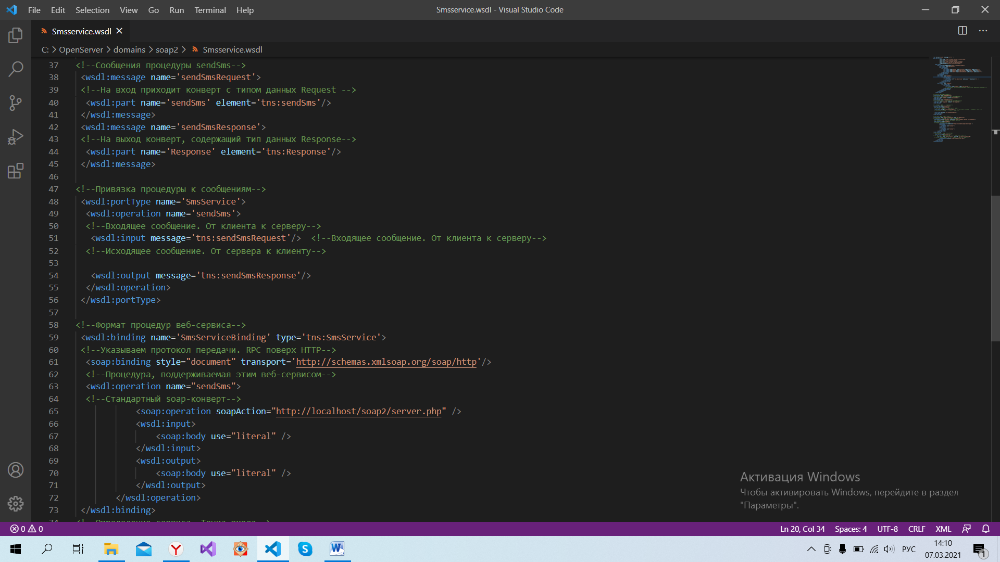 File Edit Selection View Go Run Terminal Help
Smsservice.wsdl - Visual Studio Code
Smsservice.wsdl
C: > OpenServer > domains > soap2 > Smsservice.wsdl
37 <!--Сообщения процедуры sendSms-->
38 <wsdl:message name='sendSmsRequest'>
39 <!--На вход приходит конверт с типом данных Request -->
40 <wsdl:part name='sendSms' element='tns:sendSms'/>
41 </wsdl:message>
42 <wsdl:message name='sendSmsResponse'>
43 <!--На выход конверт, содержащий тип данных Response-->
44 <wsdl:part name='Response' element='tns:Response'/>
45 </wsdl:message>
46
47 <!--Привязка процедуры к сообщениям-->
48 <wsdl:portType name='SmsService'>
49 <wsdl:operation name='sendSms'>
50 <!--Входящее сообщение. От клиента к серверу-->
51 <wsdl:input message='tns:sendSmsRequest'/> <!--Входящее сообщение. От клиента к серверу-->
52 <!--Исходящее сообщение. От сервера к клиенту-->
53
54 <wsdl:output message='tns:sendSmsResponse'/>
55 </wsdl:operation>
56 </wsdl:portType>
57
58 <!--Формат процедур веб-сервиса-->
59 <wsdl:binding name='SmsServiceBinding' type='tns:SmsService'>
60 <!--Указываем протокол передачи. RPC поверх HTTP-->
61 <soap:binding style="document" transport='http://schemas.xmlsoap.org/soap/http'/>
62 <!--Процедура, поддерживаемая этим веб-сервисом-->
63 <wsdl:operation name="sendSms">
64 <!--Стандартный soap-конверт-->
65 <soap:operation soapAction="http://localhost/soap2/server.php" />
66 <wsdl:input>
67 <soap:body use="literal" />
68 </wsdl:input>
69 <wsdl:output>
70 <soap:body use="literal" />
71 </wsdl:output>
72 </wsdl:operation>
73 </wsdl:binding>
74 <!--Определение сервиса. Точка входа-->
Активация Windows
Чтобы активировать Windows, перейдите в раздел
"Параметры".
0 0
Ln 20, Col 34 Spaces: 4 UTF-8 CRLF XML
РУС
14:10
07.03.2021
1